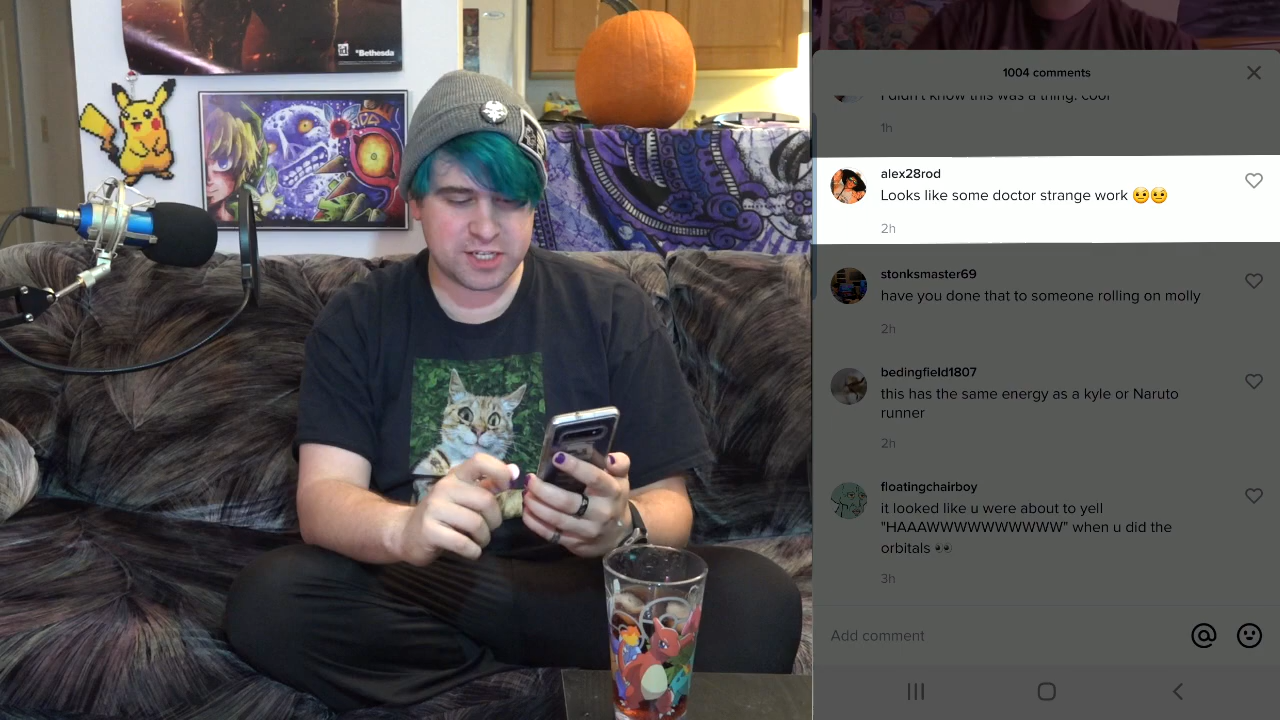 iD Bethesda
1004 comments
I didn't know this was a thing. cool
1h
alex28rod
Looks like some doctor strange work 🤕🤕
2h
stonksmaster69
have you done that to someone rolling on molly
2h
bedingfield1807
this has the same energy as a kyle or Naruto
runner
2h
floatingchairboy
it looked like u were about to yell
"HAAAWWWWWWWWWWW" when u did the
orbitals 👀
3h
Add comment